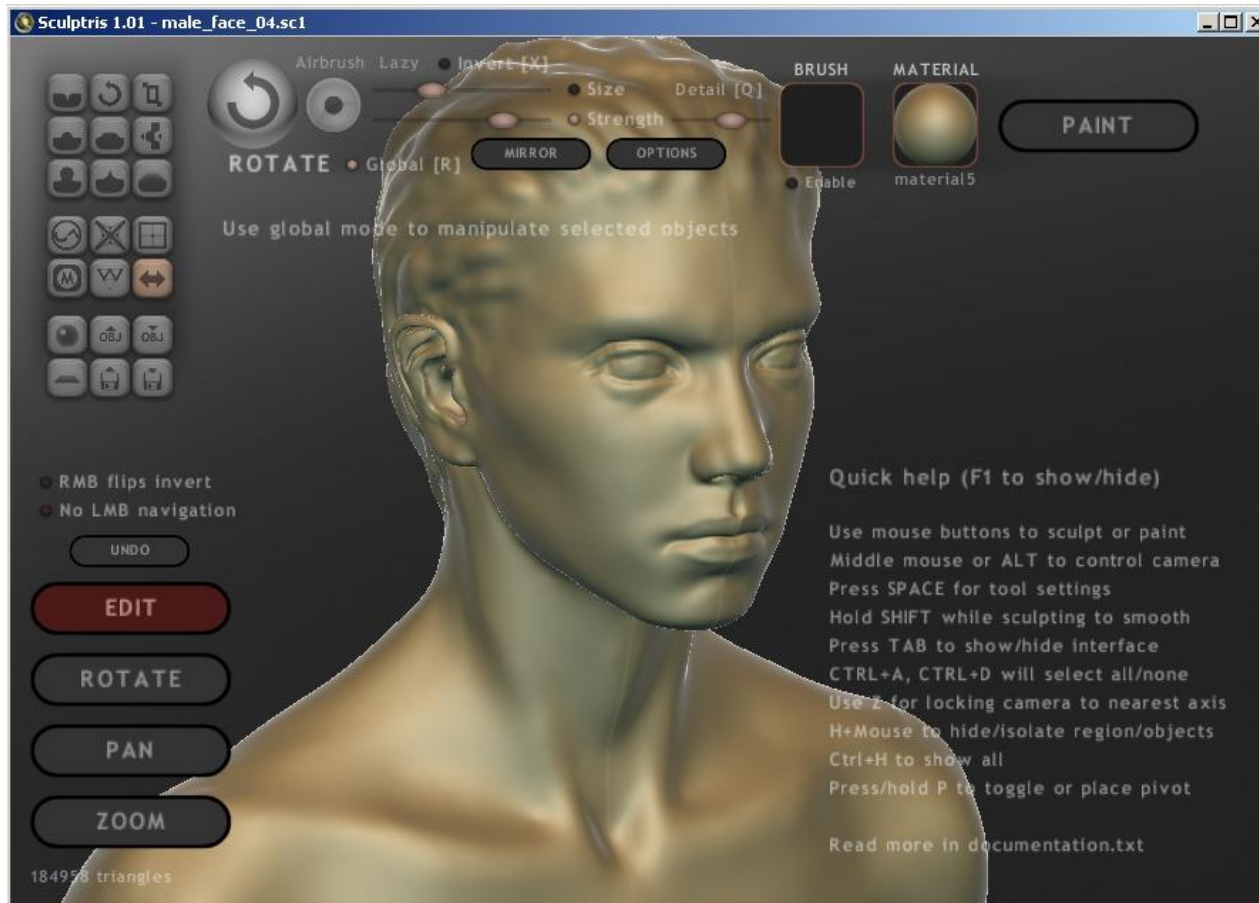 Sculptris 1.01 - male_face_04.sc1
Airbrush Lazy Invert [X]
Size Detail [Q]
Strength
ROTATE Global [R]
MIRROR OPTIONS
BRUSH
Enable
MATERIAL
material5
PAINT
Use global mode to manipulate selected objects
OBJ OBJ
RMB flips invert
No LMB navigation
UNDO
EDIT
ROTATE
PAN
ZOOM
184958 triangles
Quick help (F1 to show/hide)
Use mouse buttons to sculpt or paint
Middle mouse or ALT to control camera
Press SPACE for tool settings
Hold SHIFT while sculpting to smooth
Press TAB to show/hide interface
CTRL+A, CTRL+D will select all/none
Use Z for locking camera to nearest axis
H+Mouse to hide/isolate region/objects
Ctrl+H to show all
Press/hold P to toggle or place pivot
Read more in documentation.txt